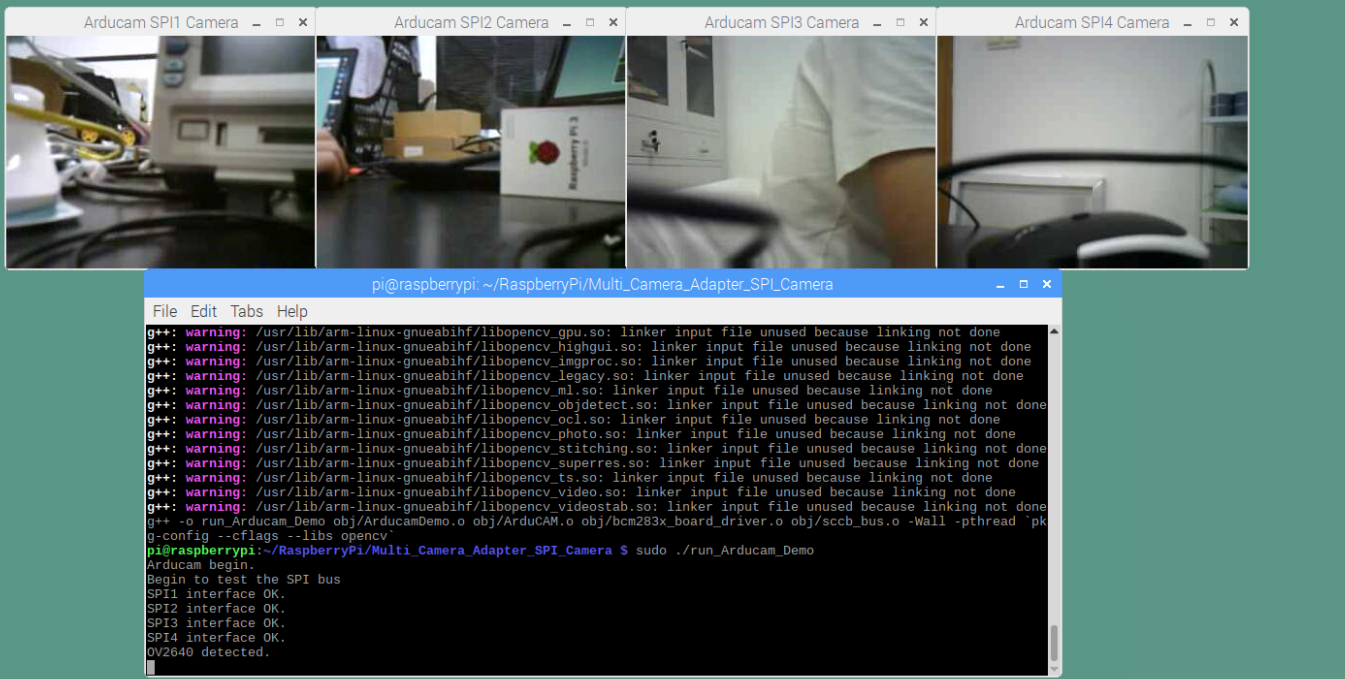 Arducam SPI1 Camera
Arducam SPI2 Camera
Arducam SPI3 Camera
Arducam SPI4 Camera
Raspberry Pi 3
pi@raspberrypi: ~/RaspberryPi/Multi_Camera_Adapter_SPI_Camera
File Edit Tabs Help
g++: warning: /usr/lib/arm-linux-gnueabihf/libopencv_gpu.so: linker input file unused because linking not done
g++: warning: /usr/lib/arm-linux-gnueabihf/libopencv_highgui.so: linker input file unused because linking not done
g++: warning: /usr/lib/arm-linux-gnueabihf/libopencv_imgproc.so: linker input file unused because linking not done
g++: warning: /usr/lib/arm-linux-gnueabihf/libopencv_legacy.so: linker input file unused because linking not done
g++: warning: /usr/lib/arm-linux-gnueabihf/libopencv_ml.so: linker input file unused because linking not done
g++: warning: /usr/lib/arm-linux-gnueabihf/libopencv_objdetect.so: linker input file unused because linking not done
g++: warning: /usr/lib/arm-linux-gnueabihf/libopencv_ocl.so: linker input file unused because linking not done
g++: warning: /usr/lib/arm-linux-gnueabihf/libopencv_photo.so: linker input file unused because linking not done
g++: warning: /usr/lib/arm-linux-gnueabihf/libopencv_stitching.so: linker input file unused because linking not done
g++: warning: /usr/lib/arm-linux-gnueabihf/libopencv_superres.so: linker input file unused because linking not done
g++: warning: /usr/lib/arm-linux-gnueabihf/libopencv_ts.so: linker input file unused because linking not done
g++: warning: /usr/lib/arm-linux-gnueabihf/libopencv_video.so: linker input file unused because linking not done
g++: warning: /usr/lib/arm-linux-gnueabihf/libopencv_videostab.so: linker input file unused because linking not done
g++ -o run_Arducam_Demo obj/ArducamDemo.o obj/ArduCAM.o obj/bcm283x_board_driver.o obj/sccb_bus.o -Wall -pthread `pk
g-config --cflags --libs opencv`
pi@raspberrypi:~/RaspberryPi/Multi_Camera_Adapter_SPI_Camera $ sudo ./run_Arducam_Demo
Arducam begin.
Begin to test the SPI bus
SPI1 interface OK.
SPI2 interface OK.
SPI3 interface OK.
SPI4 interface OK.
OV2640 detected.